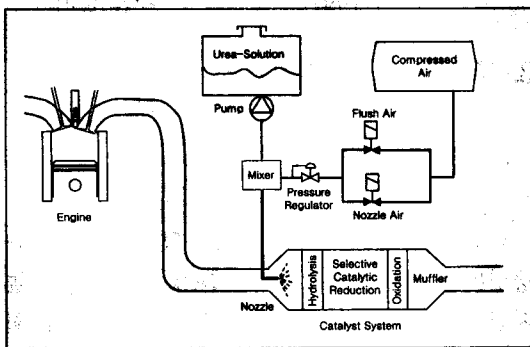 Urea-Solution
Compressed
Air
Pump
Flush Air
Mixer
Pressure
Regulator
Nozzle Air
Engine
Nozzle
Hydrolysis
Selective
Catalytic
Reduction
Oxidation
Muffler
Catalyst System